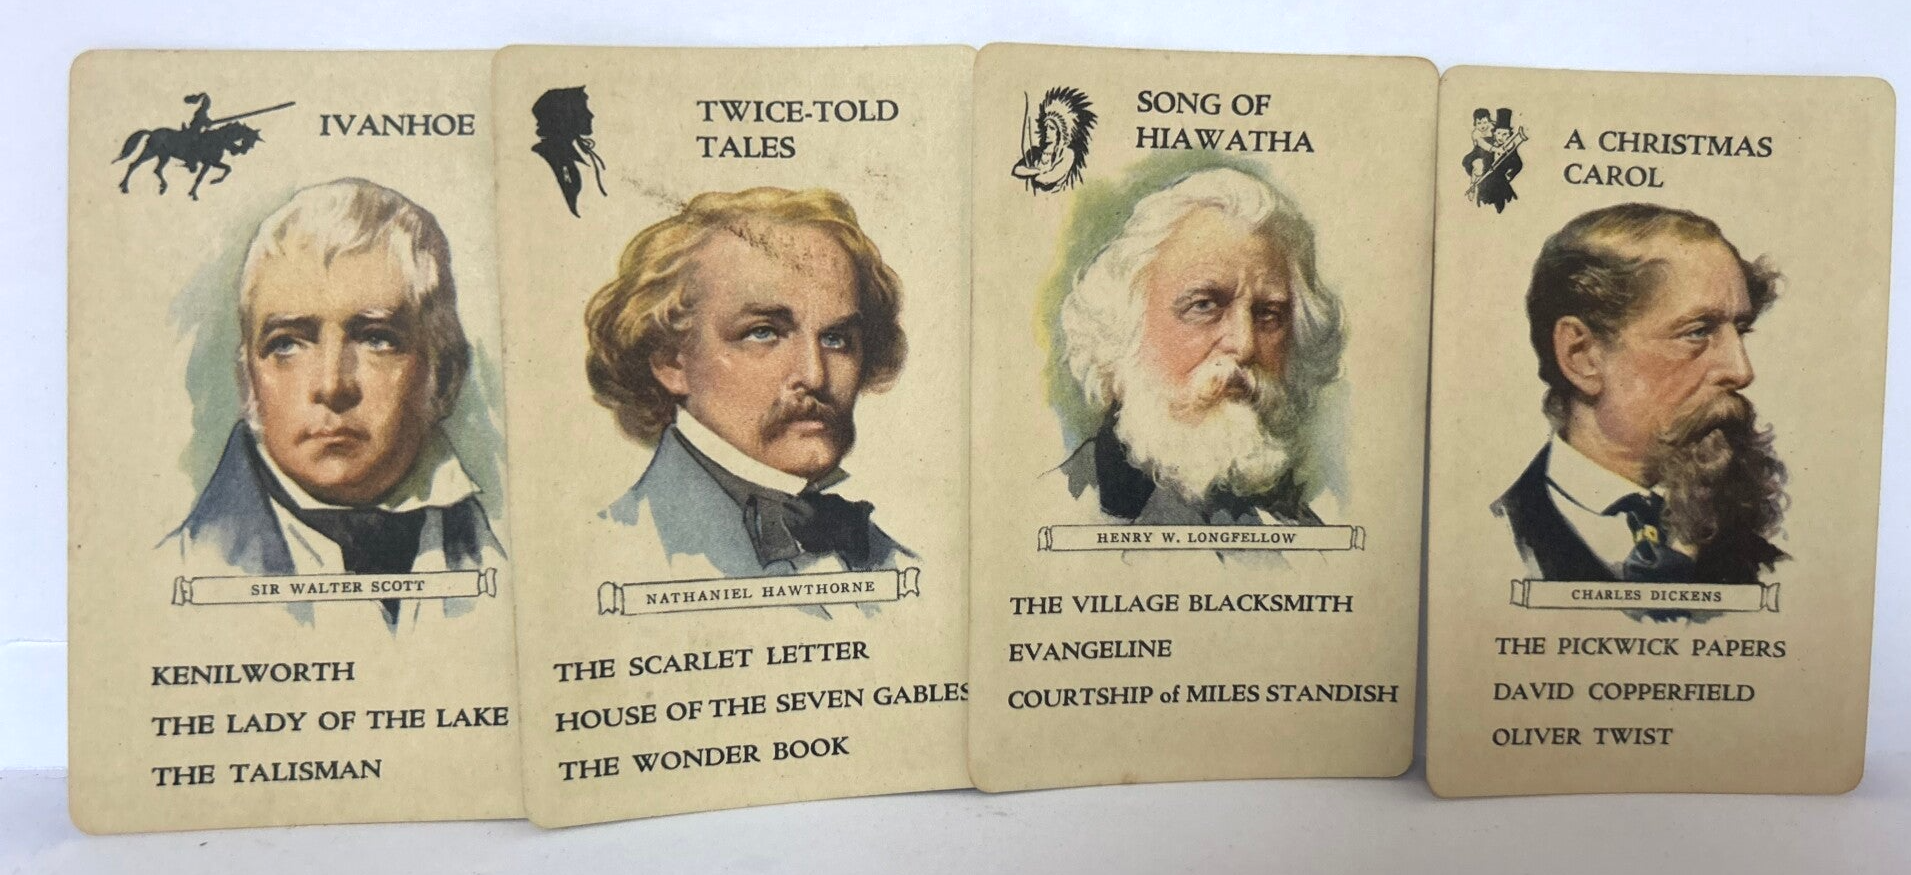 IVANHOE
SIR WALTER SCOTT
KENILWORTH
THE LADY OF THE LAKE
THE TALISMAN
TWICE-TOLD
TALES
NATHANIEL HAWTHORNE
THE SCARLET LETTER
HOUSE OF THE SEVEN GABLES
THE WONDER BOOK
SONG OF
HIAWATHA
HENRY W. LONGFELLOW
THE VILLAGE BLACKSMITH
EVANGELINE
COURTSHIP of MILES STANDISH
A CHRISTMAS
CAROL
CHARLES DICKENS
THE PICKWICK PAPERS
DAVID COPPERFIELD
OLIVER TWIST